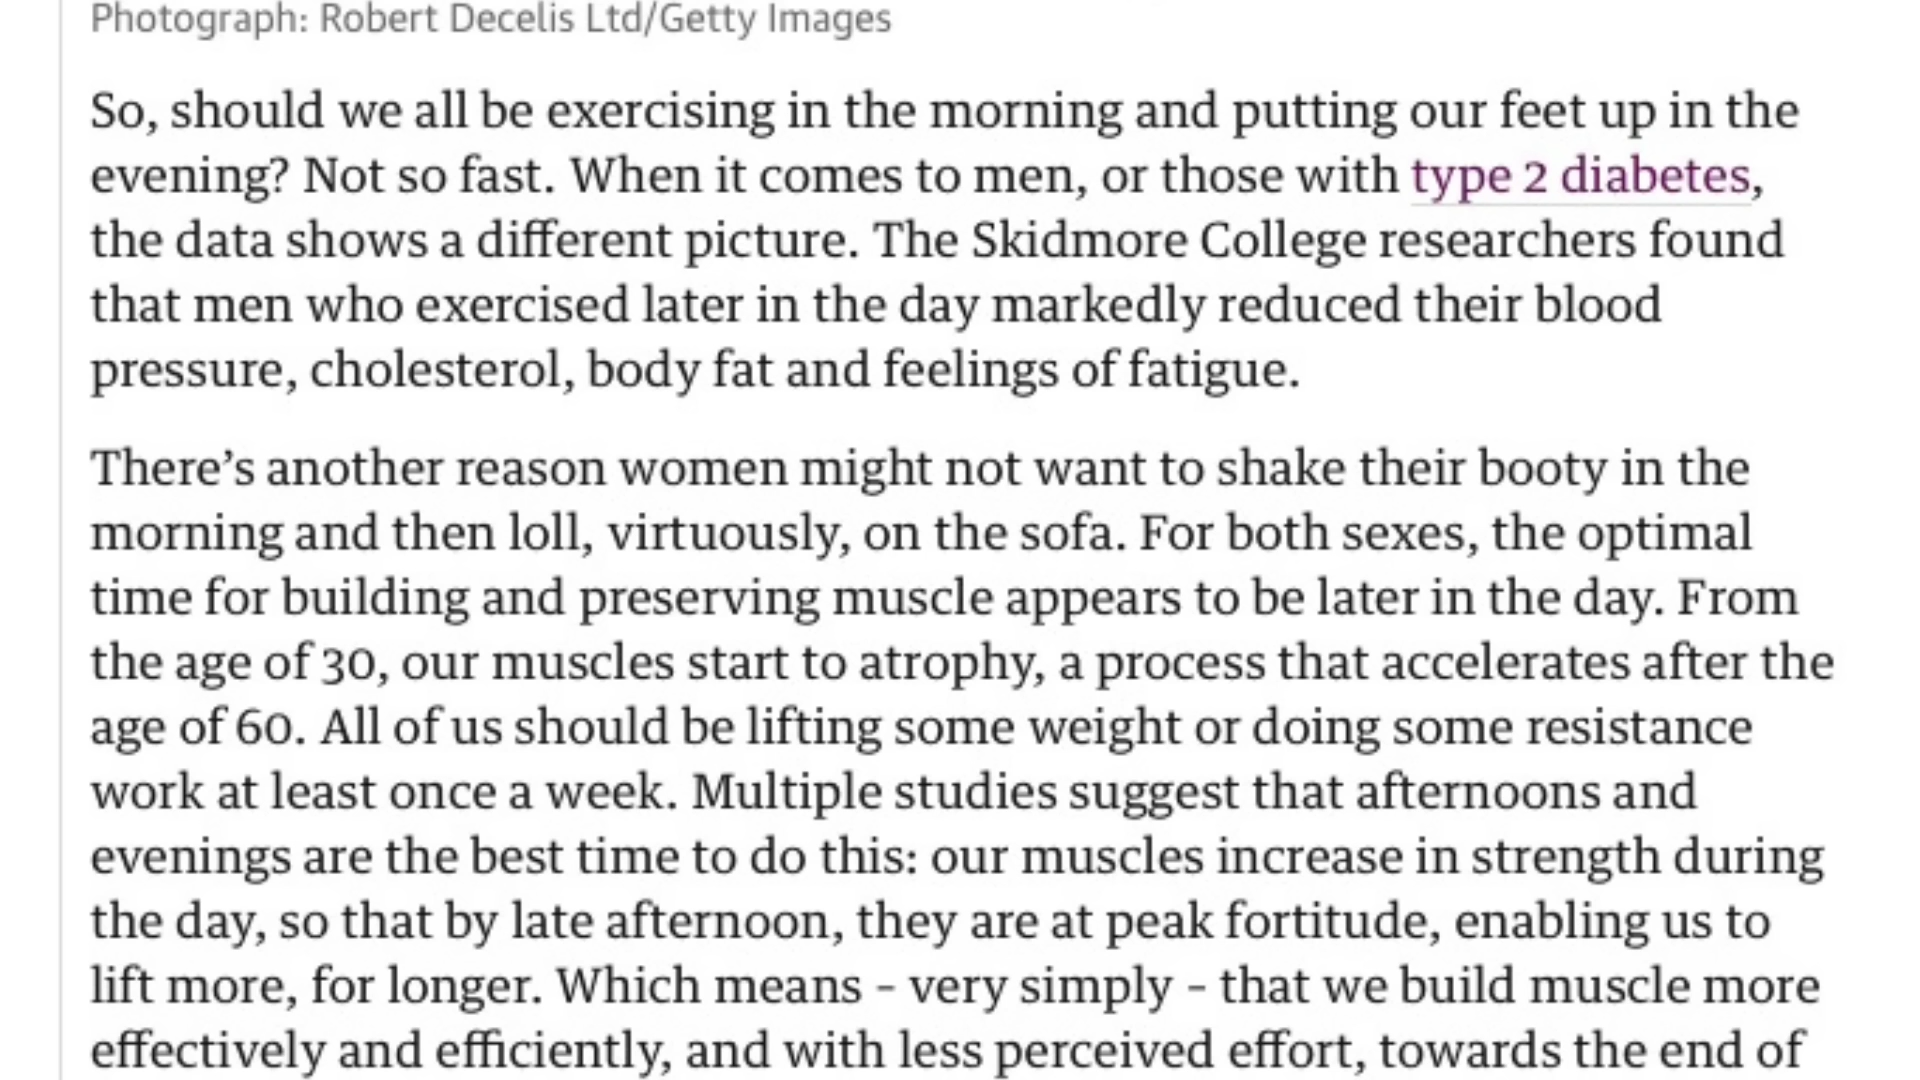 Photograph: Robert Decelis Ltd/Getty Images
So, should we all be exercising in the morning and putting our feet up in the
evening? Not so fast. When it comes to men, or those with type 2 diabetes,
the data shows a different picture. The Skidmore College researchers found
that men who exercised later in the day markedly reduced their blood
pressure, cholesterol, body fat and feelings of fatigue.
There’s another reason women might not want to shake their booty in the
morning and then loll, virtuously, on the sofa. For both sexes, the optimal
time for building and preserving muscle appears to be later in the day. From
the age of 30, our muscles start to atrophy, a process that accelerates after the
age of 60. All of us should be lifting some weight or doing some resistance
work at least once a week. Multiple studies suggest that afternoons and
evenings are the best time to do this: our muscles increase in strength during
the day, so that by late afternoon, they are at peak fortitude, enabling us to
lift more, for longer. Which means – very simply – that we build muscle more
effectively and efficiently, and with less perceived effort, towards the end of